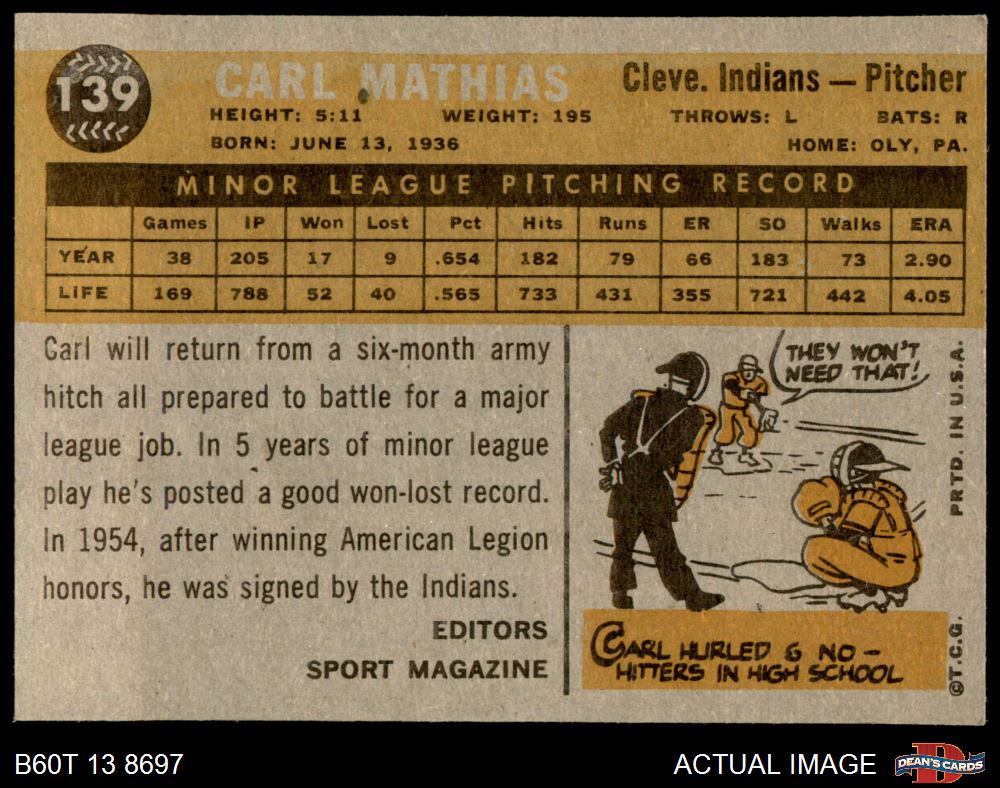 139
CARL MATHIAS
Cleve. Indians — Pitcher
HEIGHT: 5:11 WEIGHT: 195 THROWS: L BATS: R
BORN: JUNE 13, 1936 HOME: OLY, PA.
MINOR LEAGUE PITCHING RECORD
Games IP Won Lost Pct Hits Runs ER SO Walks ERA
YEAR 38 205 17 9 .654 182 79 66 183 73 2.90
LIFE 169 788 52 40 .565 733 431 355 721 442 4.05
Carl will return from a six-month army
hitch all prepared to battle for a major
league job. In 5 years of minor league
play he's posted a good won-lost record.
In 1954, after winning American Legion
honors, he was signed by the Indians.
EDITORS
SPORT MAGAZINE
THEY WON'T
NEED THAT!
CARL HURLED 6 NO-
HITTERS IN HIGH SCHOOL
PRTD. IN U.S.A.
©T.C.G.
B60T 13 8697
ACTUAL IMAGE
D
DEAN'S CARDS